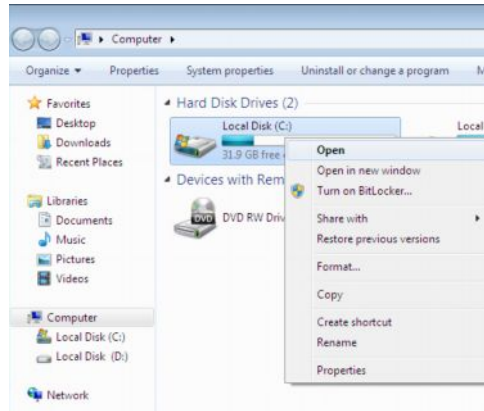 Computer
Organize Properties System properties Uninstall or change a program
Favorites
Desktop
Downloads
Recent Places
Libraries
Documents
Music
Pictures
Videos
Computer
Local Disk (C:)
Local Disk (D:)
Network
Hard Disk Drives (2)
Local Disk (C:)
31.9 GB free
Local
Devices with Rem
DVD RW Driv
DVD
Open
Open in new window
Turn on BitLocker...
Share with
Restore previous versions
Format...
Copy
Create shortcut
Rename
Properties